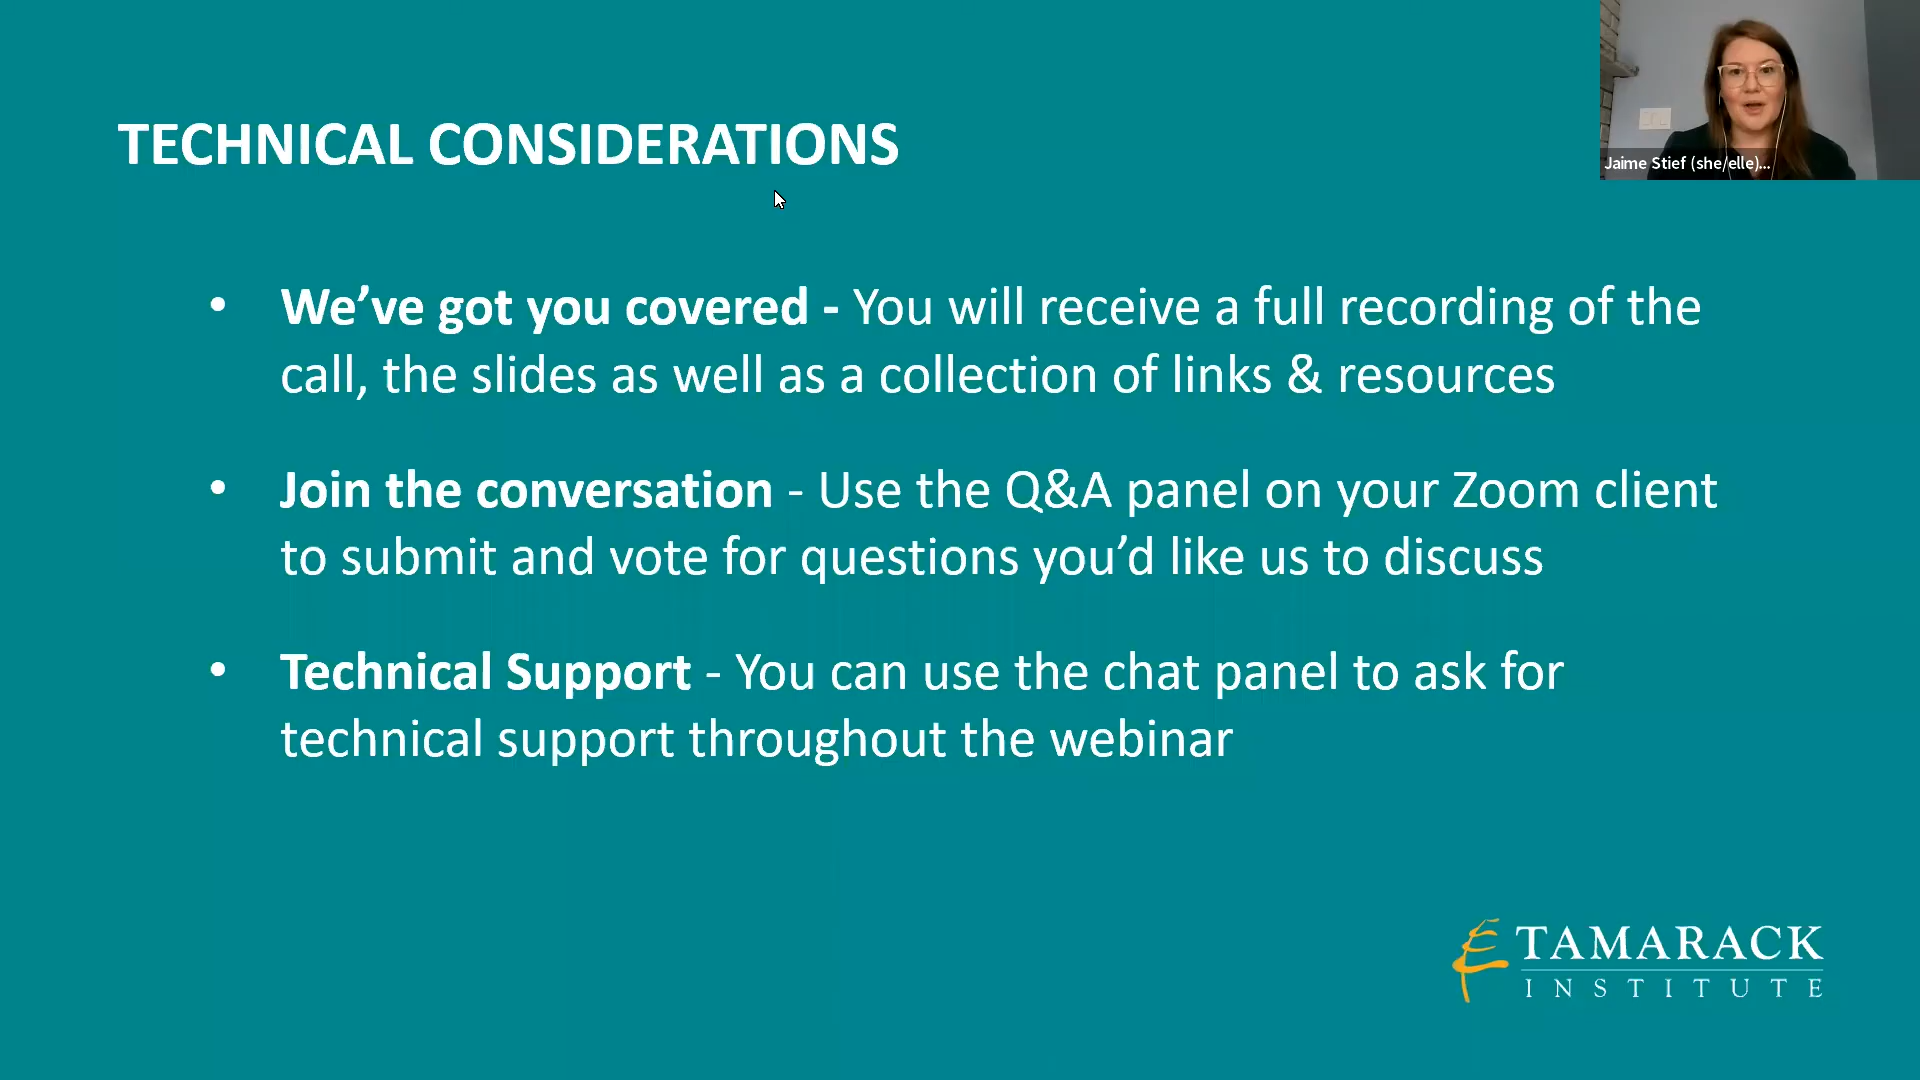 TECHNICAL CONSIDERATIONS
Jaime Stief (she/elle)...
• We’ve got you covered - You will receive a full recording of the
call, the slides as well as a collection of links & resources
• Join the conversation - Use the Q&A panel on your Zoom client
to submit and vote for questions you’d like us to discuss
• Technical Support - You can use the chat panel to ask for
technical support throughout the webinar
TAMARACK
INSTITUTE